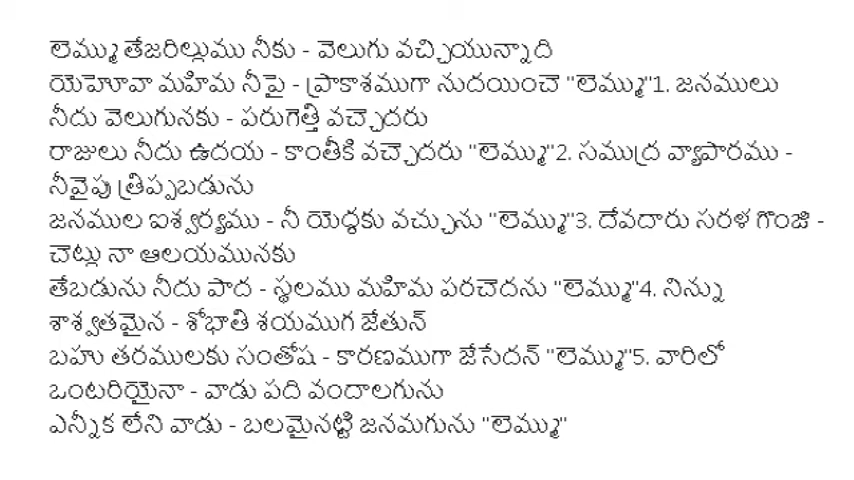 లెమ్ము తేజరిల్లుము నీకు - వెలుగు వచ్చియున్నాది
యెహోవా మహిమ నీపై - ప్రాకాశముగా నుదయించె "లెమ్ము"1. జనములు
నీదు వెలుగునకు - పరుగెత్తి వచ్చెదరు
రాజులు నీదు ఉదయ - కాంతికి వచ్చెదరు "లెమ్ము"2. సముద్ర వ్యాపారము -
నీవైపు త్రిప్పబడును
జనముల ఐశ్వర్యము - నీ యొద్దకు వచ్చును "లెమ్ము"3. దేవదారు సరళ గొంజి -
చెట్లు నా ఆలయమునకు
తేబడును నీదు పాద - స్థలము మహిమ పరచెదను "లెమ్ము"4. నిన్ను
శాశ్వతమైన - శోభాతి శయముగ జేతున్
బహు తరములకు సంతోష - కారణముగా జేసేదన్ "లెమ్ము"5. వారిలో
ఒంటరియైనా - వాడు పది వందాలగును
ఎన్నీక లేని వాడు - బలమైనట్టి జనమగును "లెమ్ము"